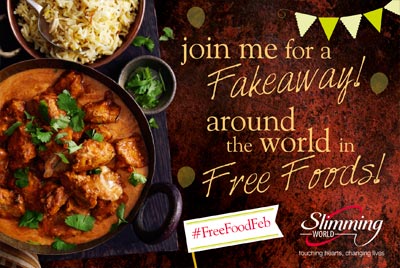 join me for a
Fakeaway!
around
the world in
Free Foods!
#FreeFoodFeb
Slimming
WORLD
touching hearts, changing lives